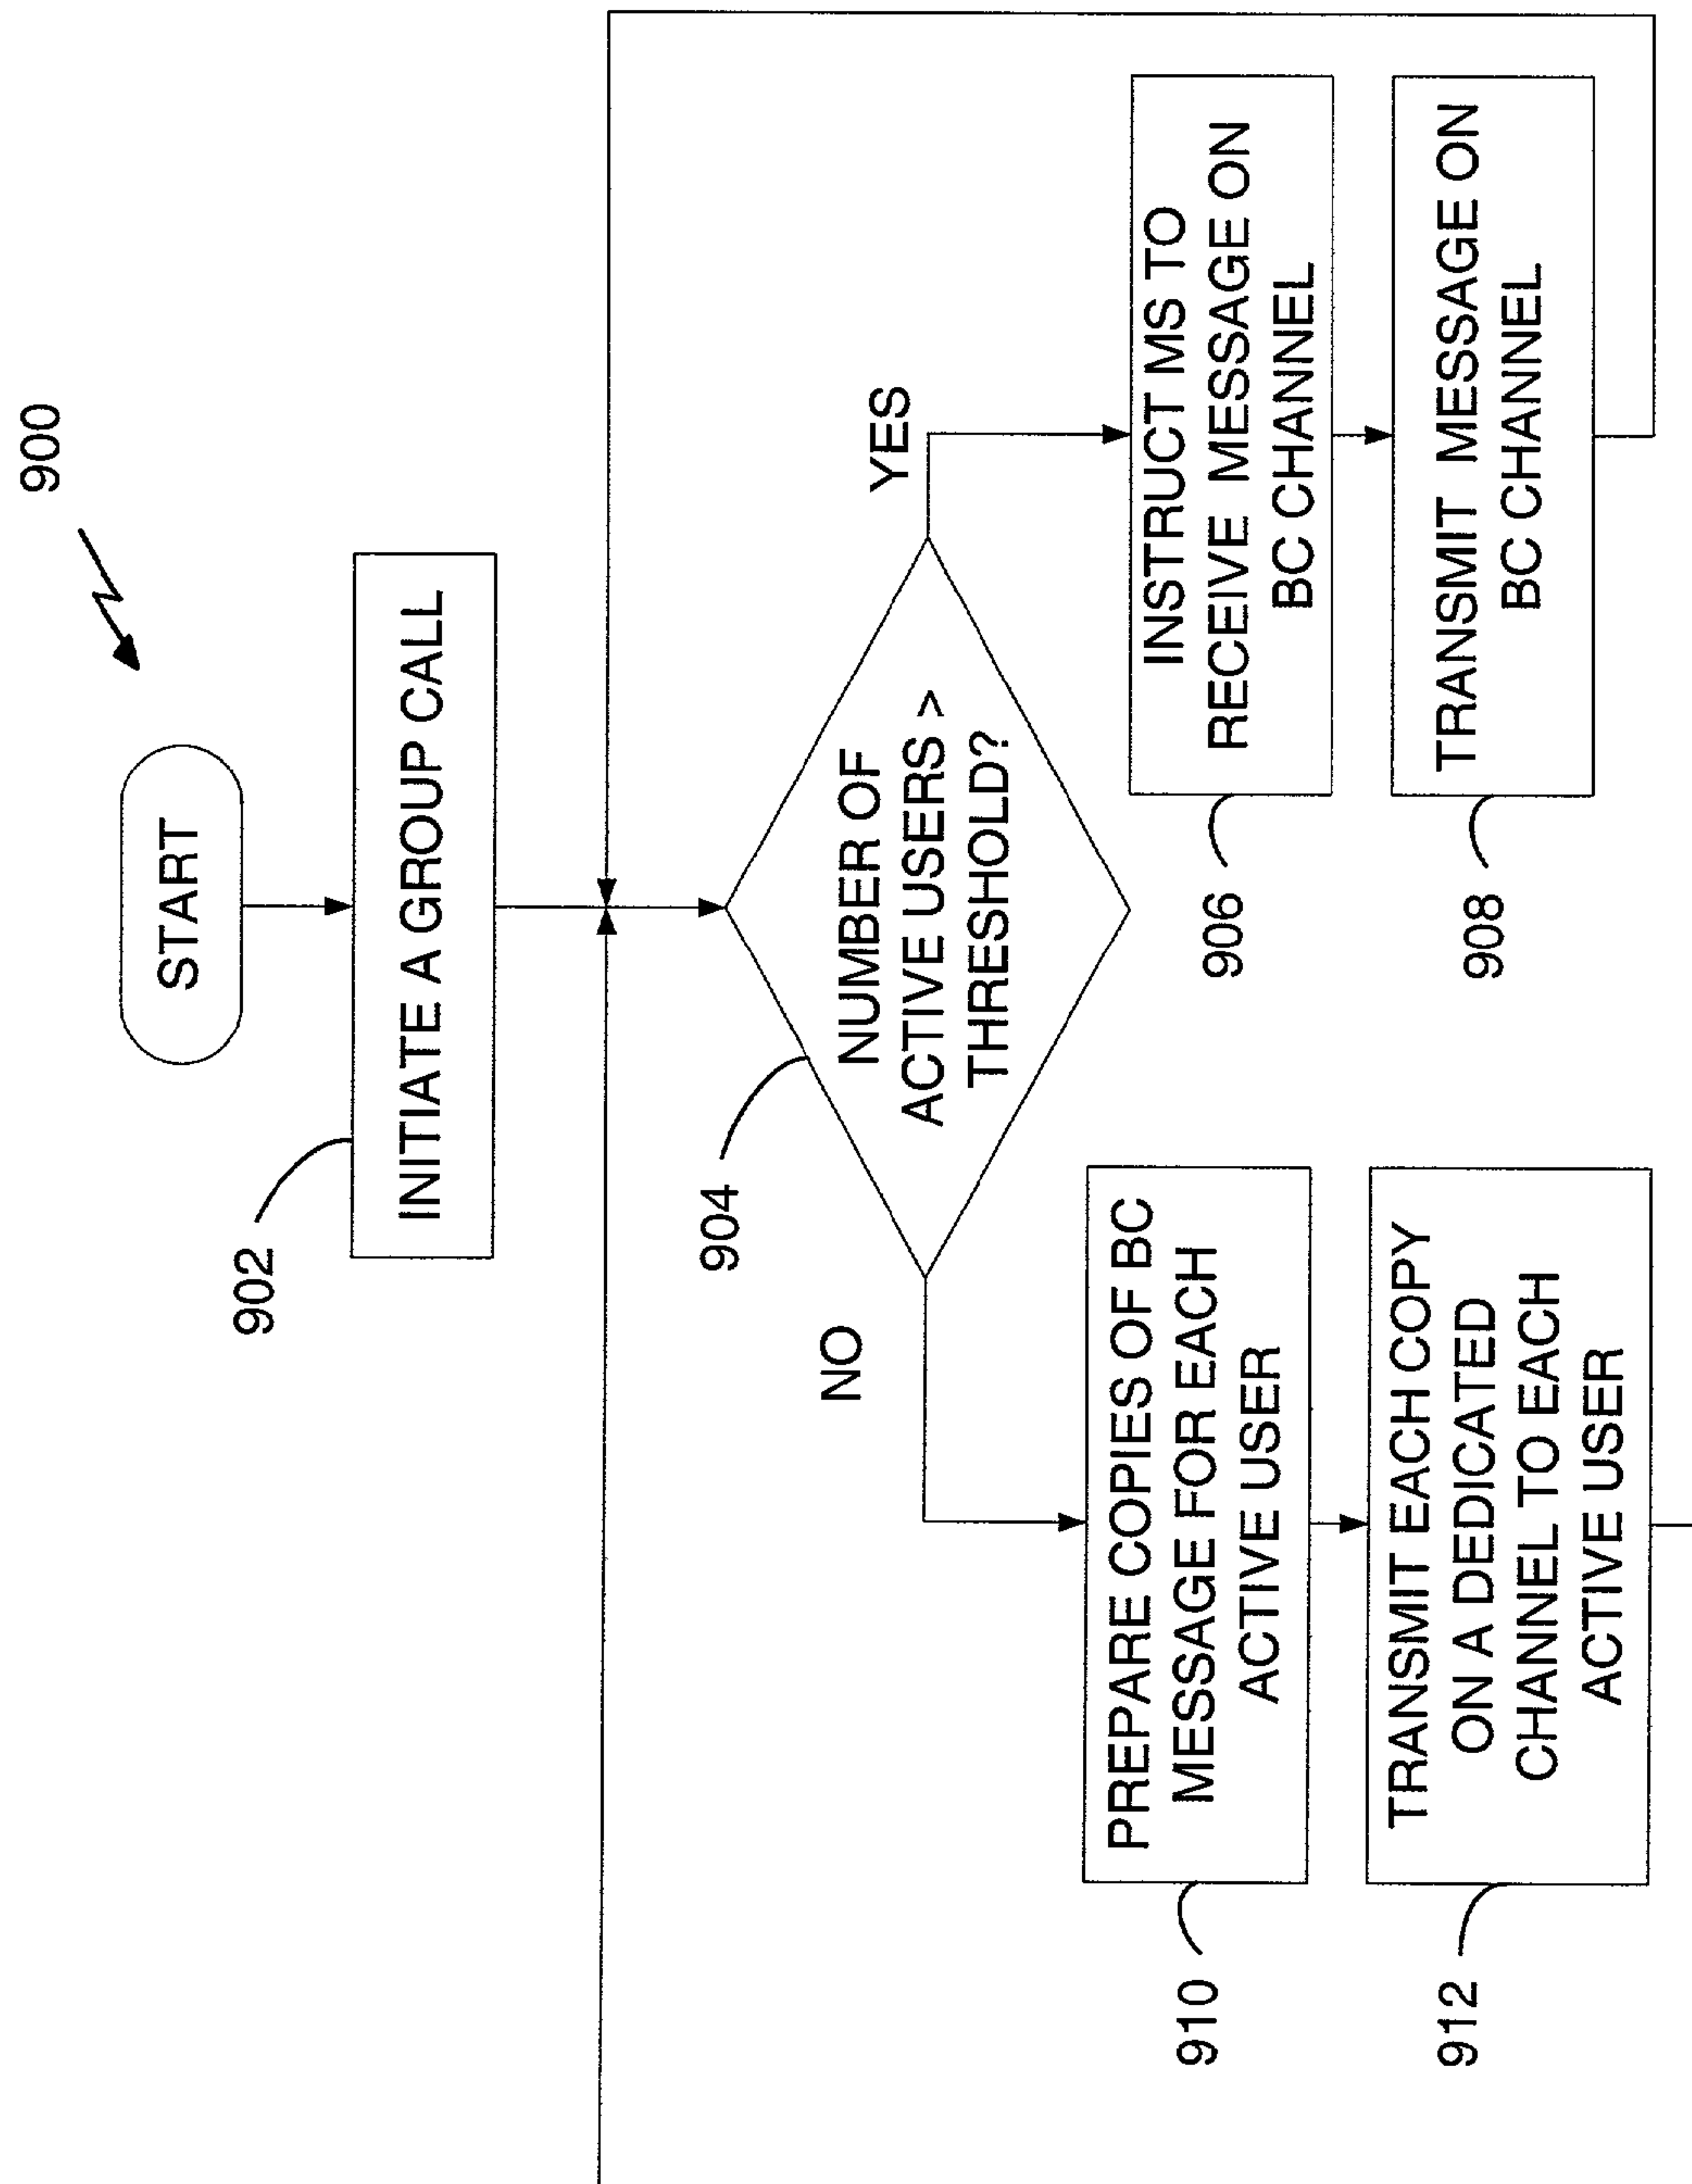 900
START
INITIATE A GROUP CALL
902
NUMBER OF
ACTIVE USERS >
THRESHOLD?
904
YES
INSTRUCT MS TO
RECEIVE MESSAGE ON
BC CHANNEL
906
TRANSMIT MESSAGE ON
BC CHANNEL
908
NO
PREPARE COPIES OF BC
MESSAGE FOR EACH
ACTIVE USER
910
TRANSMIT EACH COPY
ON A DEDICATED
CHANNEL TO EACH
ACTIVE USER
912